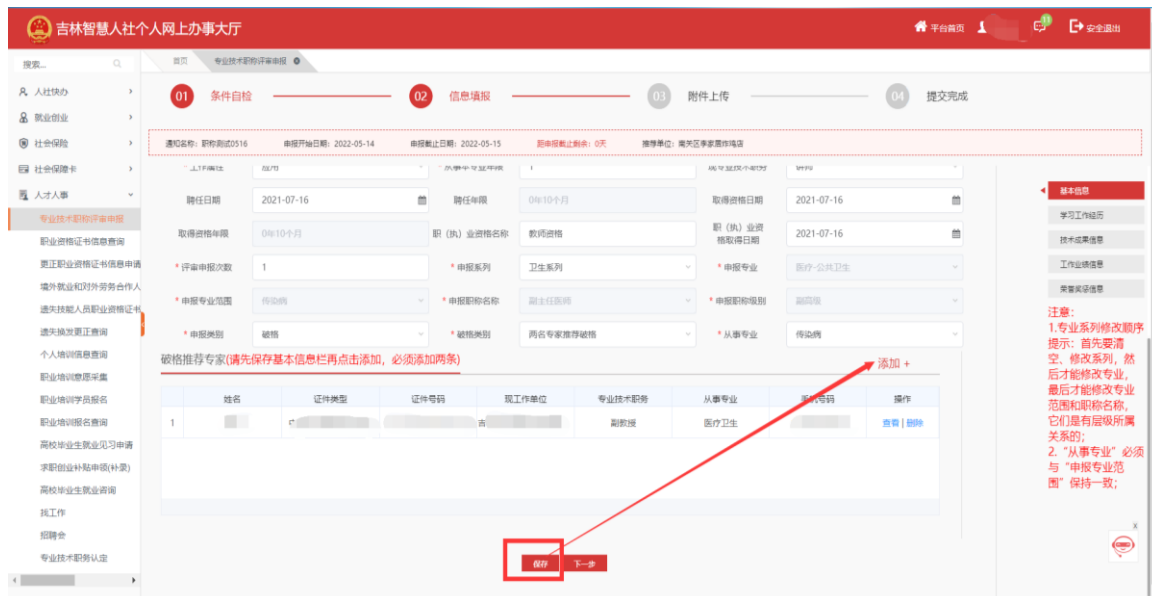 吉林智慧人社个人网上办事大厅
平台首页
11
安全退出
搜索...
首页
专业技术职称评审申报
人社快办
就业创业
社会保险
社会保障卡
人才人事
专业技术职称评审申报
职业资格证书信息查询
更正职业资格证书信息申请
境外就业和对外劳务合作人
遗失技能人员职业资格证书
遗失换发更正查询
个人培训信息查询
职业培训意愿采集
职业培训学员报名
职业培训报名查询
高校毕业生就业见习申请
求职创业补贴申领(补录)
高校毕业生就业咨询
找工作
招聘会
专业技术职务认定
01 条件自检
02 信息填报
03 附件上传
04 提交完成
通知名称：职称测试0516 申报开始日期：2022-05-14 申报截止日期：2022-05-15 距申报截止剩余：0天 推荐单位：南关区李家熏炸鸡店
* 工作属性 在用 * 从事本专业年限 1 现专业技术职务 讲师
聘任日期 2021-07-16 聘任年限 0年10个月 取得资格日期 2021-07-16
取得资格年限 0年10个月 职（执）业资格名称 教师资格 职（执）业资格取得日期 2021-07-16
* 评审申报次数 1 * 申报系列 卫生系列 * 申报专业 医疗-公共卫生
* 申报专业范围 传染病 * 申报职称名称 副主任医师 * 申报职称级别 副高级
* 申报类别 破格 * 破格类别 两名专家推荐破格 * 从事专业 传染病
破格推荐专家(请先保存基本信息栏再点击添加，必须添加两条)
添加 +
姓名 证件类型 证件号码 现工作单位 专业技术职务 从事专业 手机号码 操作
1 吉 副教授 医疗卫生 查看 | 删除
保存 下一步
基本信息
学习工作经历
技术成果信息
工作业绩信息
荣誉奖惩信息
注意：
1.专业系列修改顺序
提示：首先要清
空、修改系列，然
后才能修改专业，
最后才能修改专业
范围和职称名称，
它们是有层级所属
关系的；
2.“从事专业”必须
与“申报专业范
围”保持一致；
x